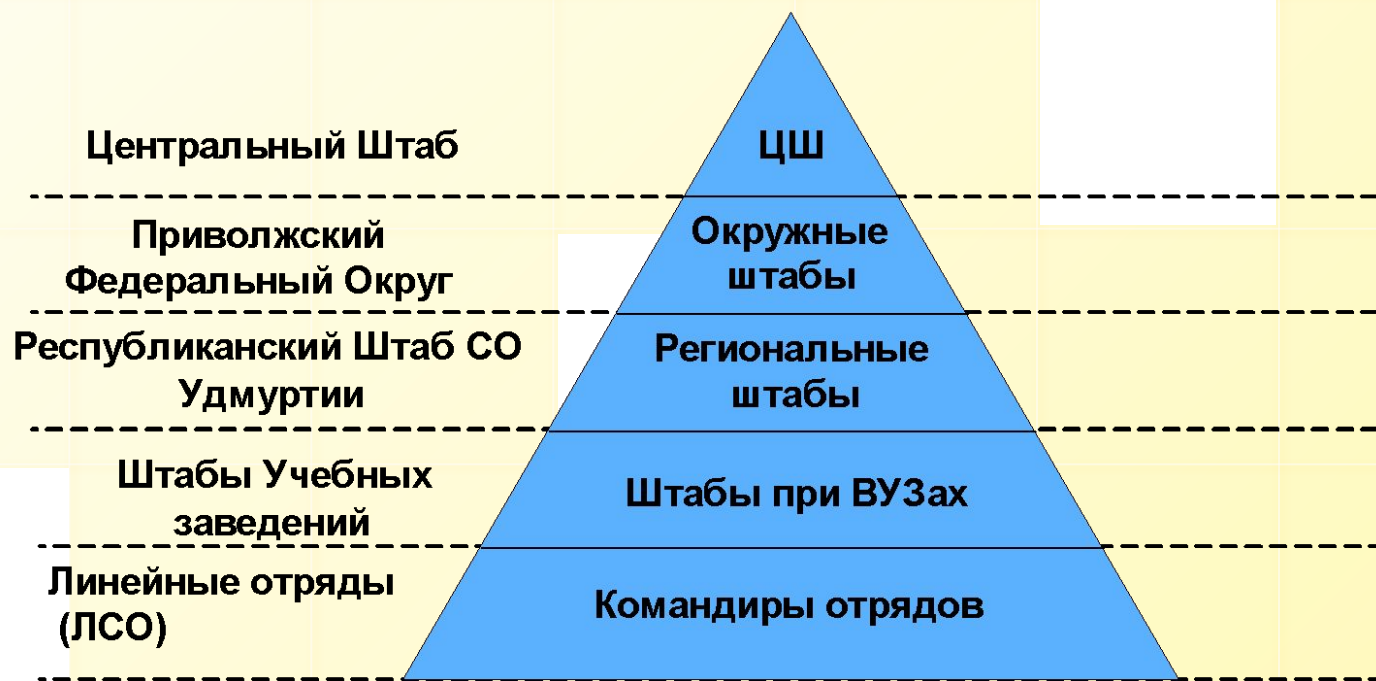 Центральный Штаб
ЦШ
Приволжский
Федеральный Округ
Окружные
штабы
Республиканский Штаб СО
Удмуртии
Региональные
штабы
Штабы Учебных
заведений
Штабы при ВУЗах
Линейные отряды
(ЛСО)
Командиры отрядов